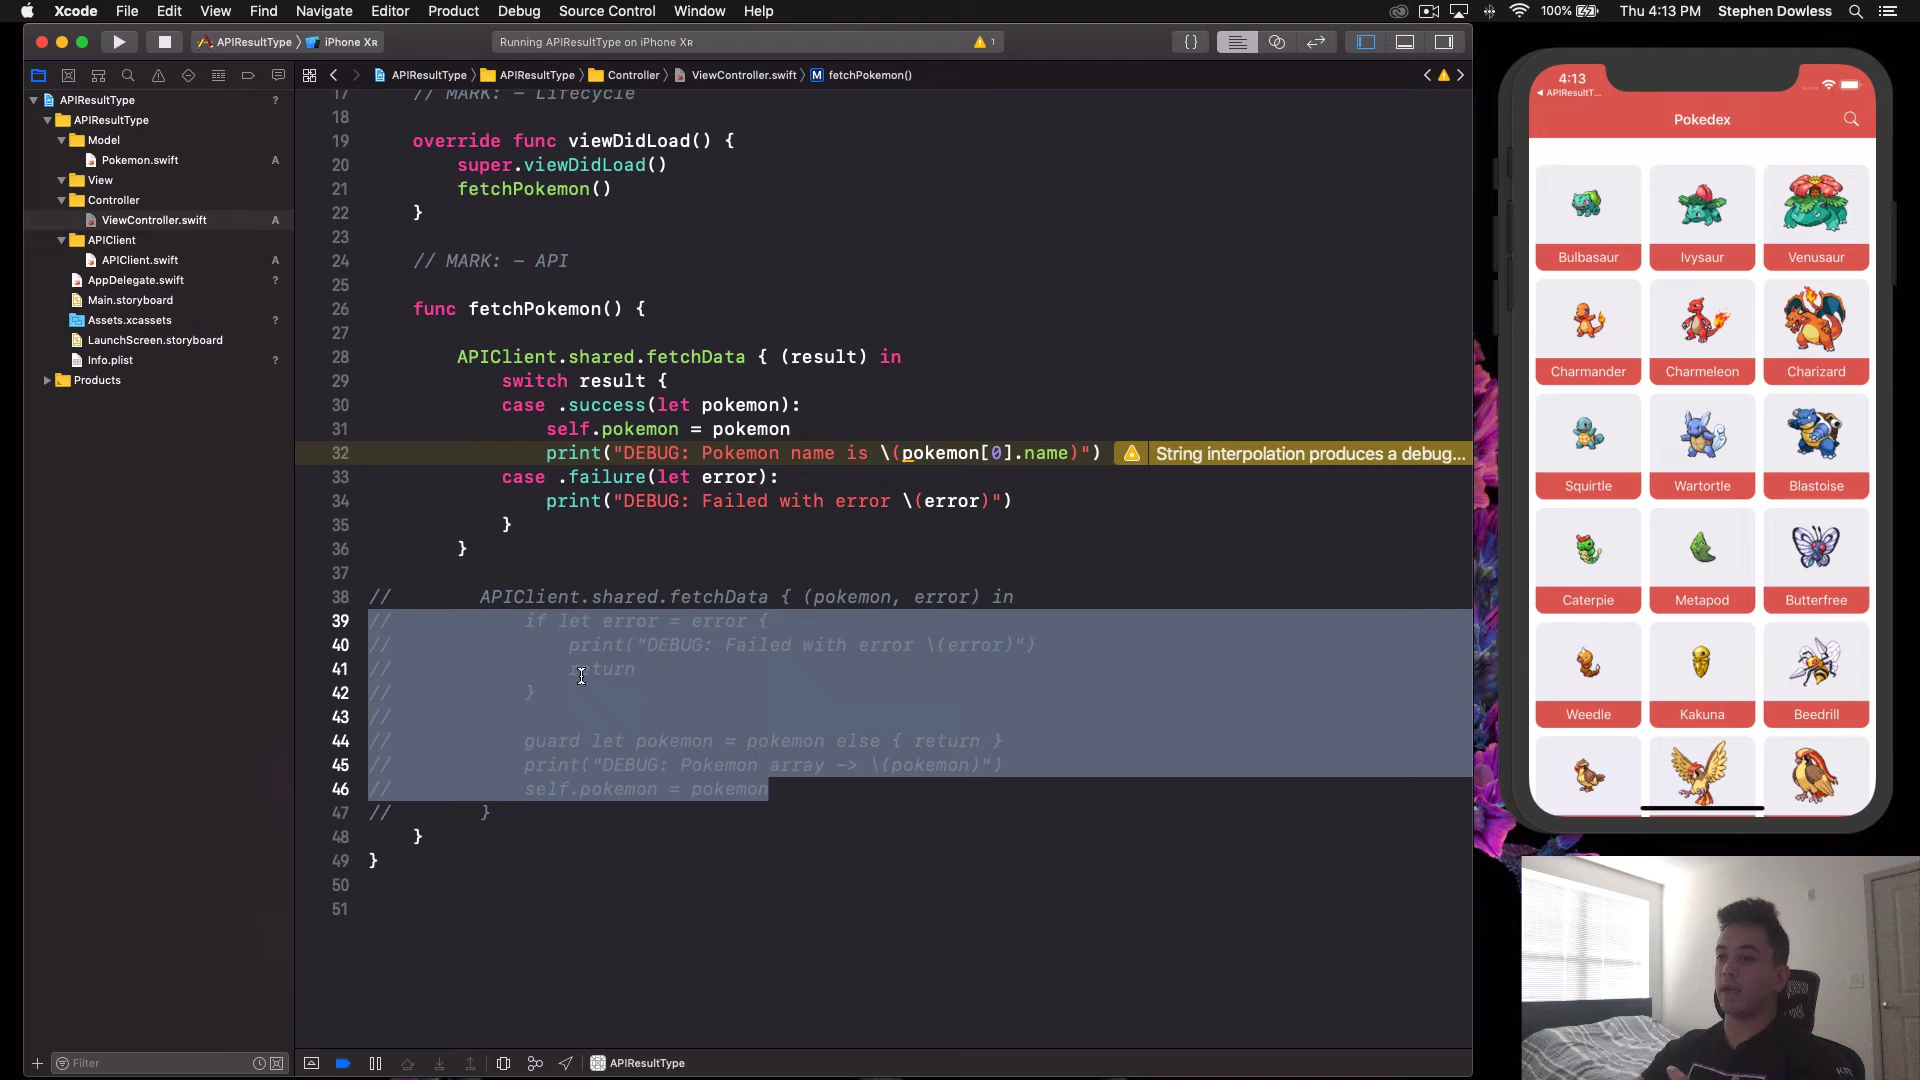 Xcode File Edit View Find Navigate Editor Product Debug Source Control Window Help
100% Thu 4:13 PM Stephen Dowless
APIResultType iPhone XR
Running APIResultType on iPhone XR
1
APIResultType APIResultType Controller ViewController.swift M fetchPokemon()
APIResultType ?
APIResultType
Model
Pokemon.swift A
View
Controller
ViewController.swift A
APIClient
APIClient.swift A
AppDelegate.swift ?
Main.storyboard
Assets.xcassets ?
LaunchScreen.storyboard
Info.plist ?
Products
Filter
17 // MARK: - Lifecycle
18
19 override func viewDidLoad() {
20 super.viewDidLoad()
21 fetchPokemon()
22 }
23
24 // MARK: - API
25
26 func fetchPokemon() {
27
28 APIClient.shared.fetchData { (result) in
29 switch result {
30 case .success(let pokemon):
31 self.pokemon = pokemon
32 print("DEBUG: Pokemon name is \(pokemon[0].name)") String interpolation produces a debug...
33 case .failure(let error):
34 print("DEBUG: Failed with error \(error)")
35 }
36 }
37
38 // APIClient.shared.fetchData { (pokemon, error) in
39 // if let error = error {
40 // print("DEBUG: Failed with error \(error)")
41 // return
42 // }
43 //
44 // guard let pokemon = pokemon else { return }
45 // print("DEBUG: Pokemon array -> \(pokemon)")
46 // self.pokemon = pokemon
47 // }
48 }
49 }
50
51
APIResultType
4:13
APIResultT...
Pokedex
Bulbasaur Ivysaur Venusaur
Charmander Charmeleon Charizard
Squirtle Wartortle Blastoise
Caterpie Metapod Butterfree
Weedle Kakuna Beedrill